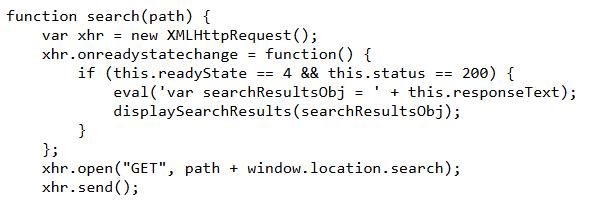 function search(path) {
    var xhr = new XMLHttpRequest();
    xhr.onreadystatechange = function() {
        if (this.readyState == 4 && this.status == 200) {
            eval('var searchResultsObj = ' + this.responseText);
            displaySearchResults(searchResultsObj);
        }
    };
    xhr.open("GET", path + window.location.search);
    xhr.send();